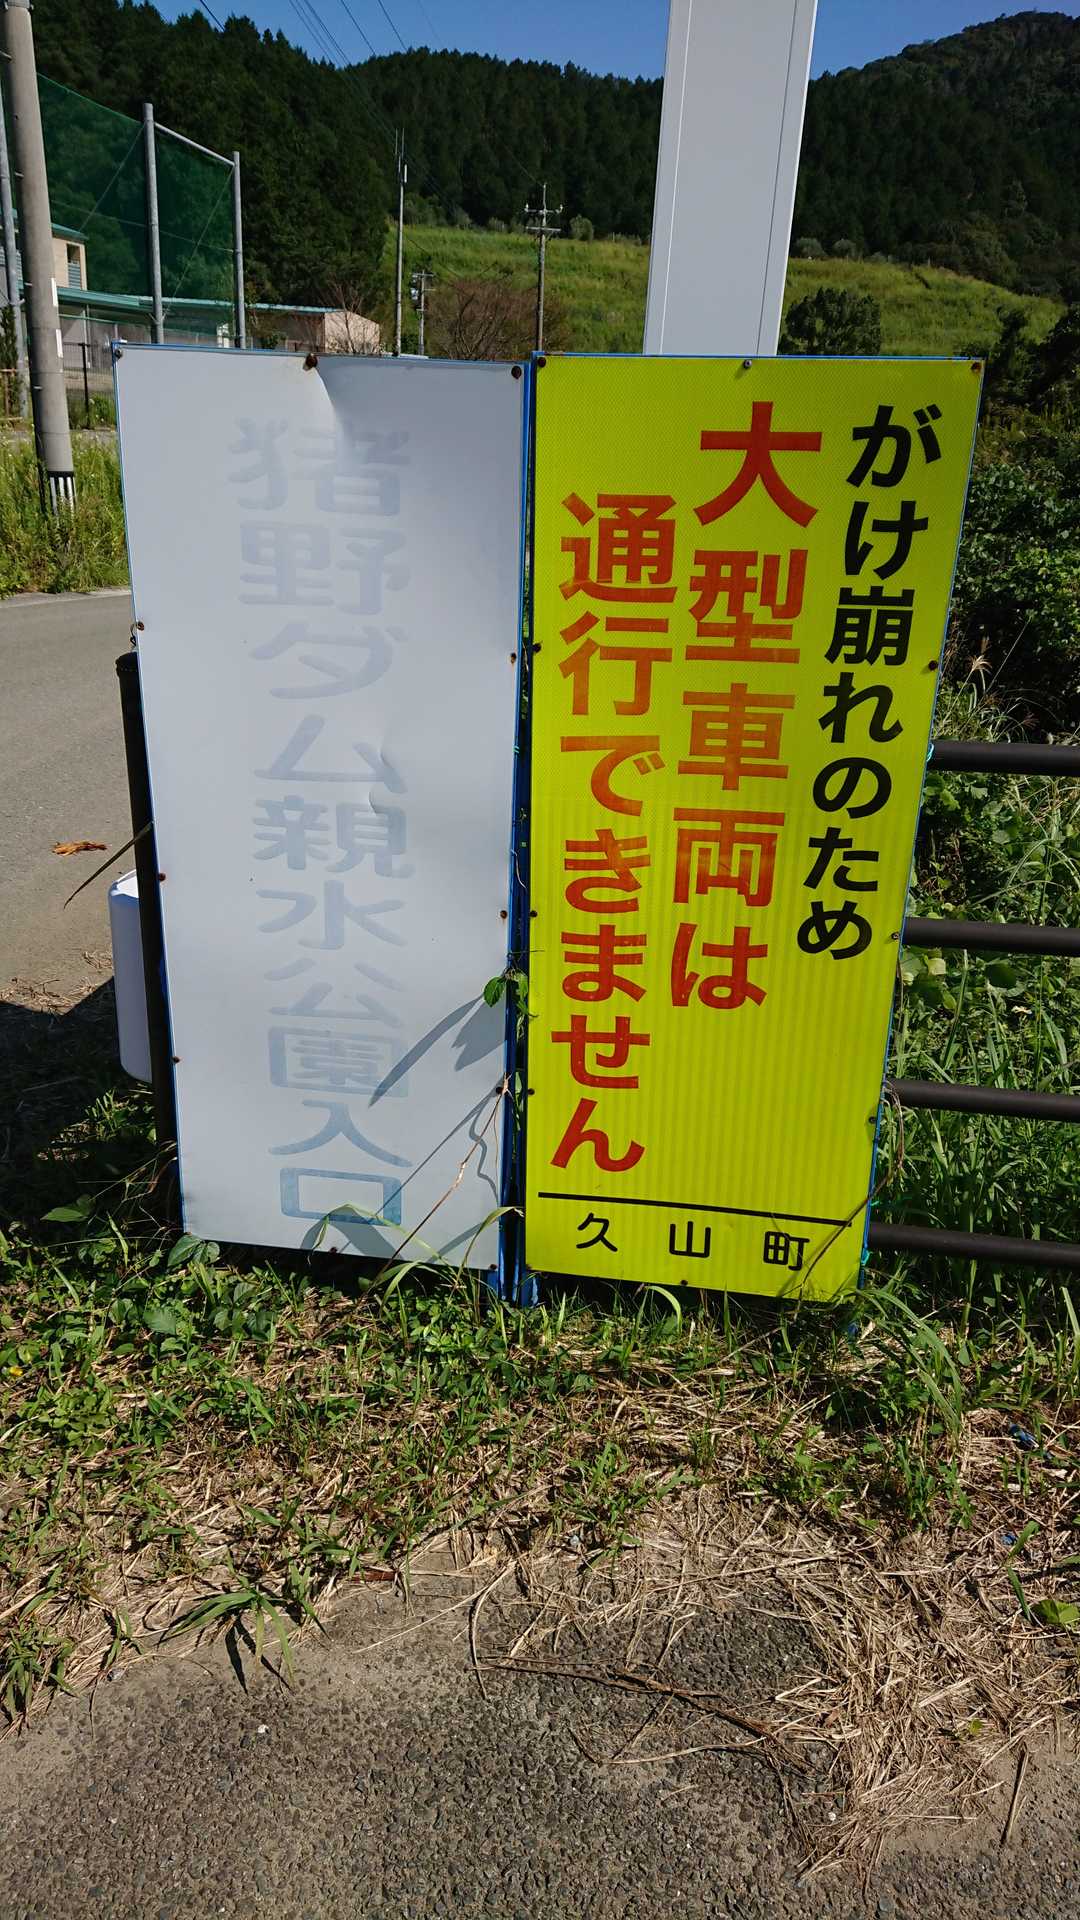 がけ崩れのため
大型車両は
通行できません
久山町
猪野ダム親水公園入口